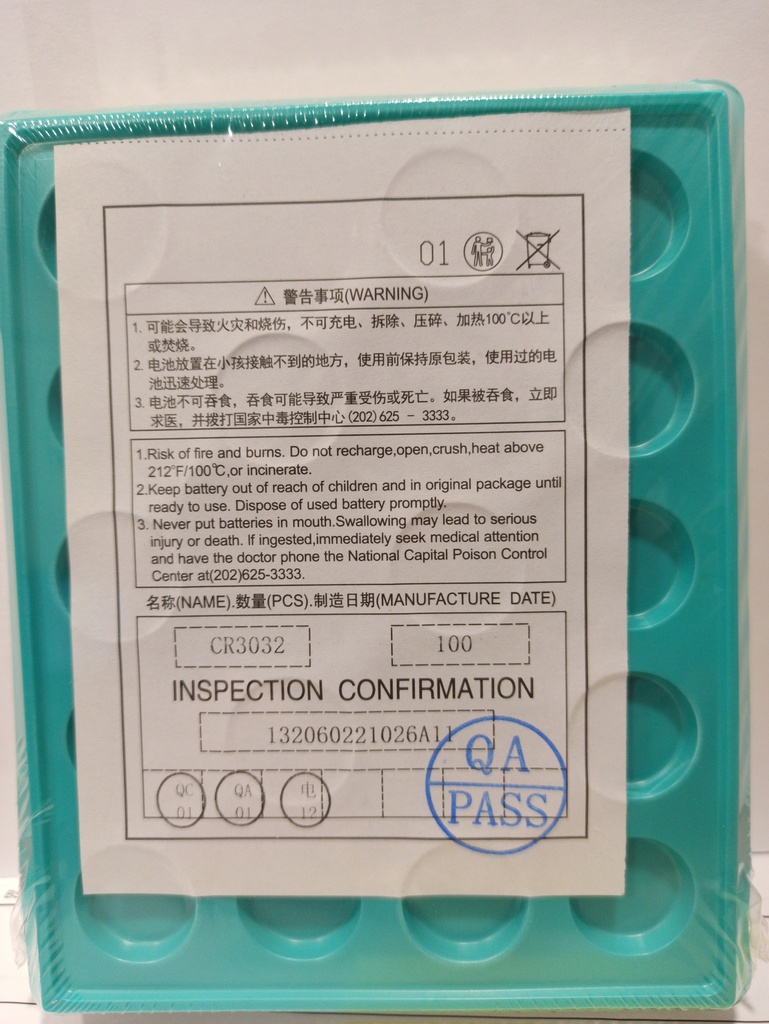 01
警告事项(WARNING)
1. 可能会导致火灾和烧伤，不可充电、拆除、压碎、加热100°C以上
或焚烧。
2. 电池放置在小孩接触不到的地方，使用前保持原包装，使用过的电
池迅速处理。
3. 电池不可吞食，吞食可能导致严重受伤或死亡。如果被吞食，立即
求医，并拨打国家中毒控制中心(202)625 - 3333。
1.Risk of fire and burns. Do not recharge,open,crush,heat above
212°F/100℃,or incinerate.
2.Keep battery out of reach of children and in original package until
ready to use. Dispose of used battery promptly.
3. Never put batteries in mouth.Swallowing may lead to serious
injury or death. If ingested,immediately seek medical attention
and have the doctor phone the National Capital Poison Control
Center at(202)625-3333.
名称(NAME).数量(PCS).制造日期(MANUFACTURE DATE)
CR3032 100
INSPECTION CONFIRMATION
132060221026A11
QA
PASS
QC QA 电
01 01 12